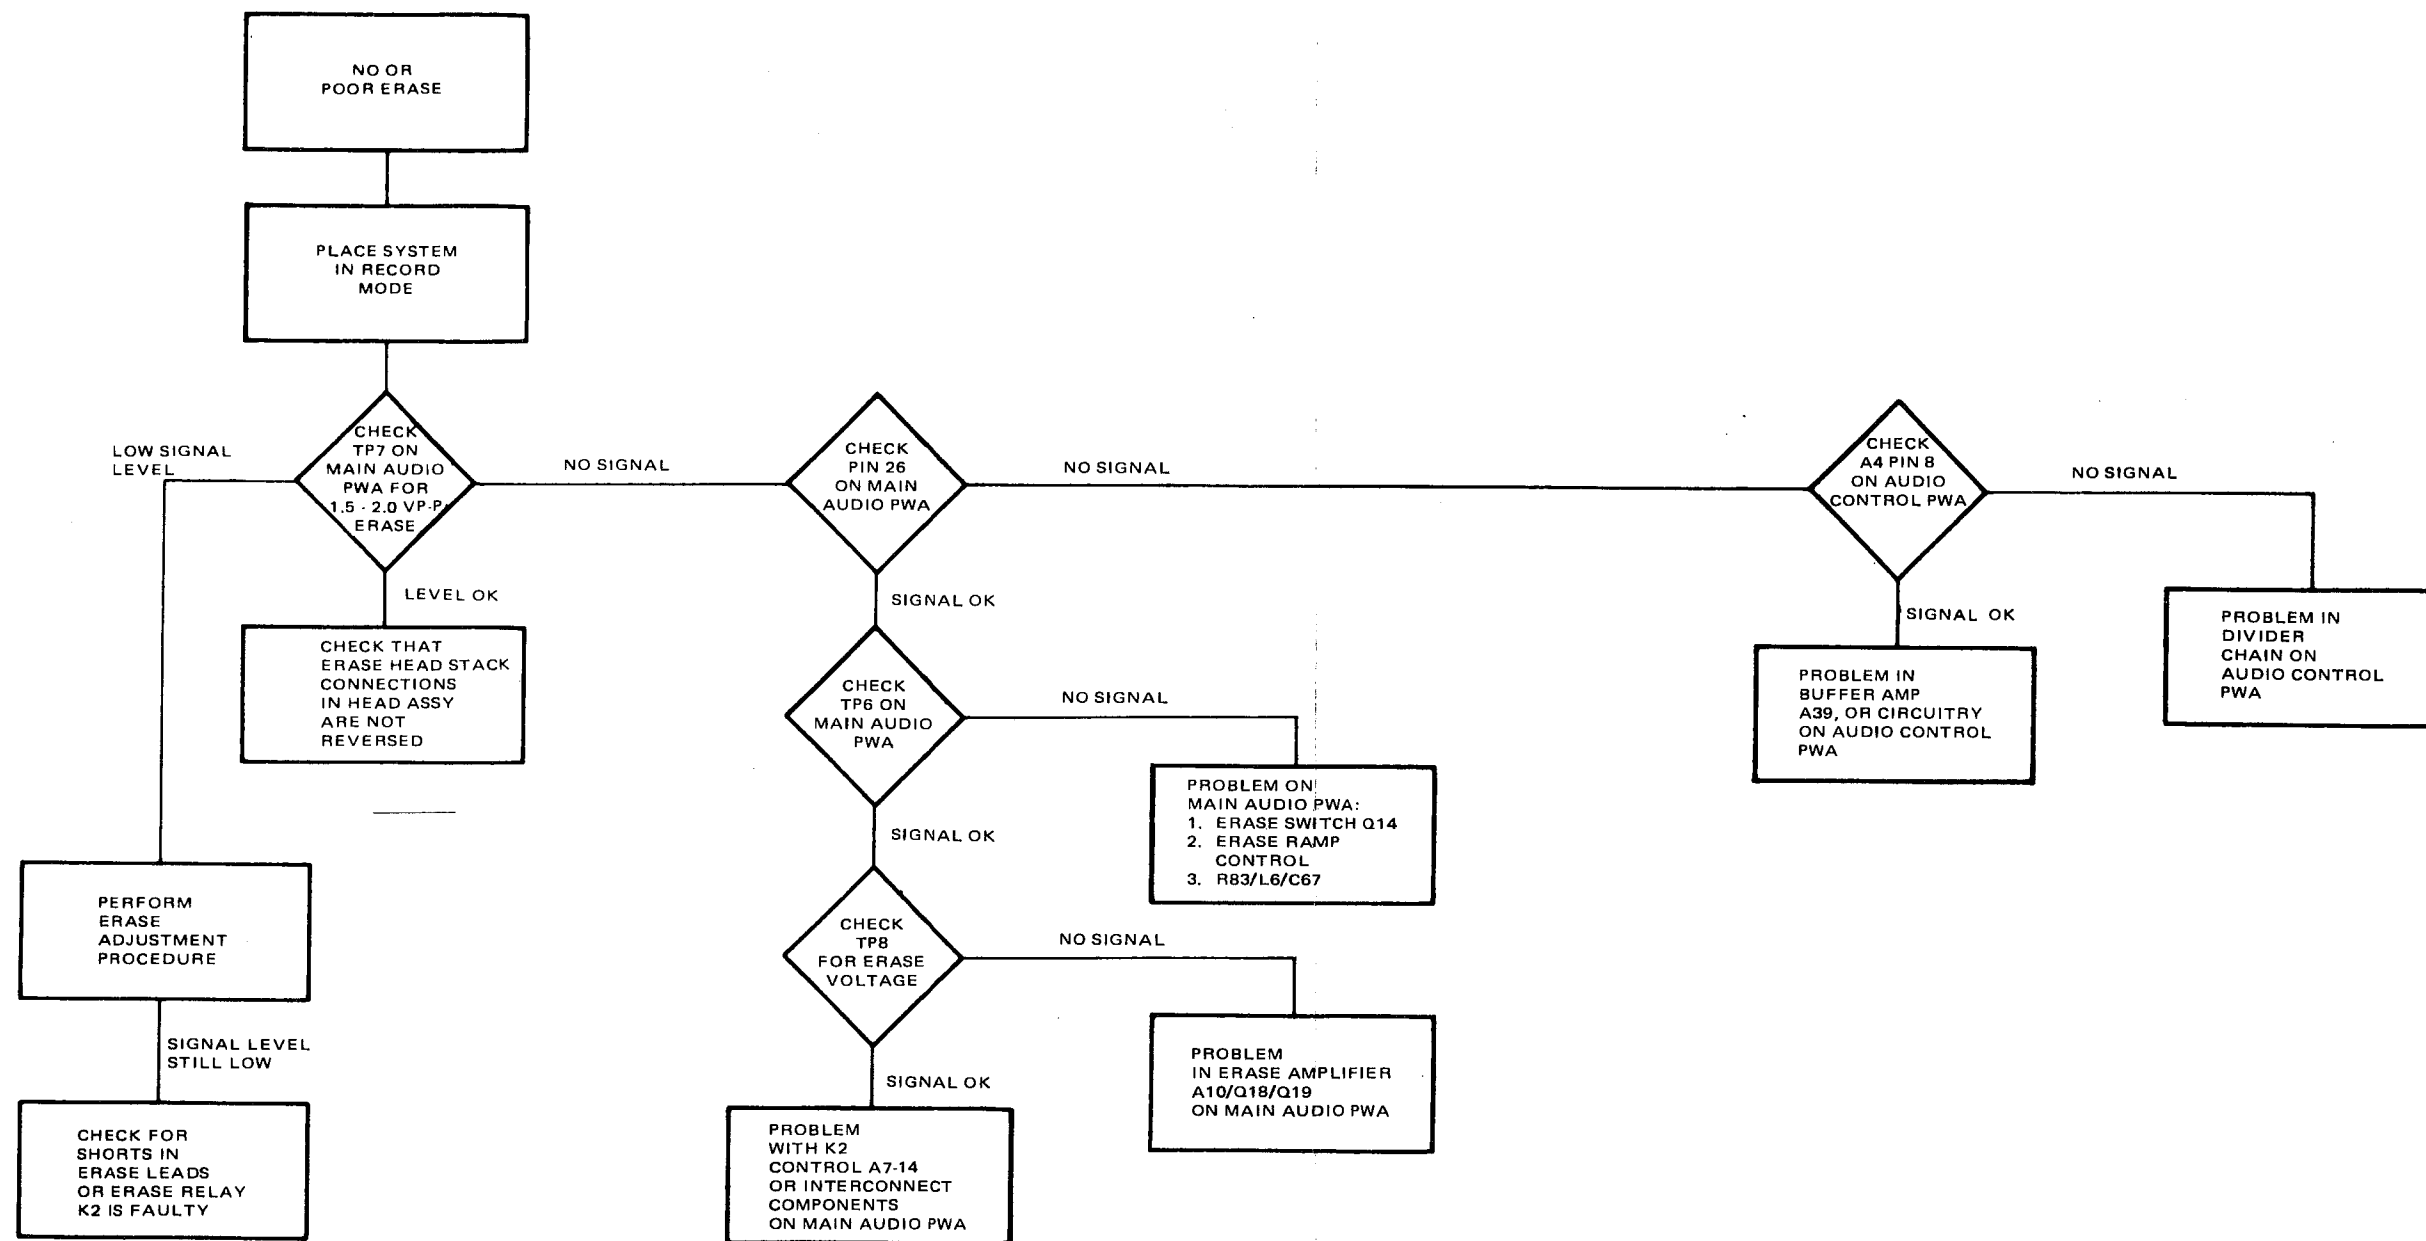 NO OR
POOR ERASE
PLACE SYSTEM
IN RECORD
MODE
CHECK
TP7 ON
MAIN AUDIO
PWA FOR
1.5 - 2.0 VP-P
ERASE
LOW SIGNAL
LEVEL
NO SIGNAL
LEVEL OK
CHECK THAT
ERASE HEAD STACK
CONNECTIONS
IN HEAD ASSY
ARE NOT
REVERSED
PERFORM
ERASE
ADJUSTMENT
PROCEDURE
SIGNAL LEVEL
STILL LOW
CHECK FOR
SHORTS IN
ERASE LEADS
OR ERASE RELAY
K2 IS FAULTY
CHECK
PIN 26
ON MAIN
AUDIO PWA
NO SIGNAL
SIGNAL OK
CHECK
TP6 ON
MAIN AUDIO
PWA
NO SIGNAL
PROBLEM ON
MAIN AUDIO PWA:
1. ERASE SWITCH Q14
2. ERASE RAMP
CONTROL
3. R83/L6/C67
SIGNAL OK
CHECK
TP8
FOR ERASE
VOLTAGE
NO SIGNAL
PROBLEM
IN ERASE AMPLIFIER
A10/Q18/Q19
ON MAIN AUDIO PWA
SIGNAL OK
PROBLEM
WITH K2
CONTROL A7-14
OR INTERCONNECT
COMPONENTS
ON MAIN AUDIO PWA
CHECK
A4 PIN 8
ON AUDIO
CONTROL PWA
NO SIGNAL
SIGNAL OK
PROBLEM IN
BUFFER AMP
A39, OR CIRCUITRY
ON AUDIO CONTROL
PWA
PROBLEM IN
DIVIDER
CHAIN ON
AUDIO CONTROL
PWA